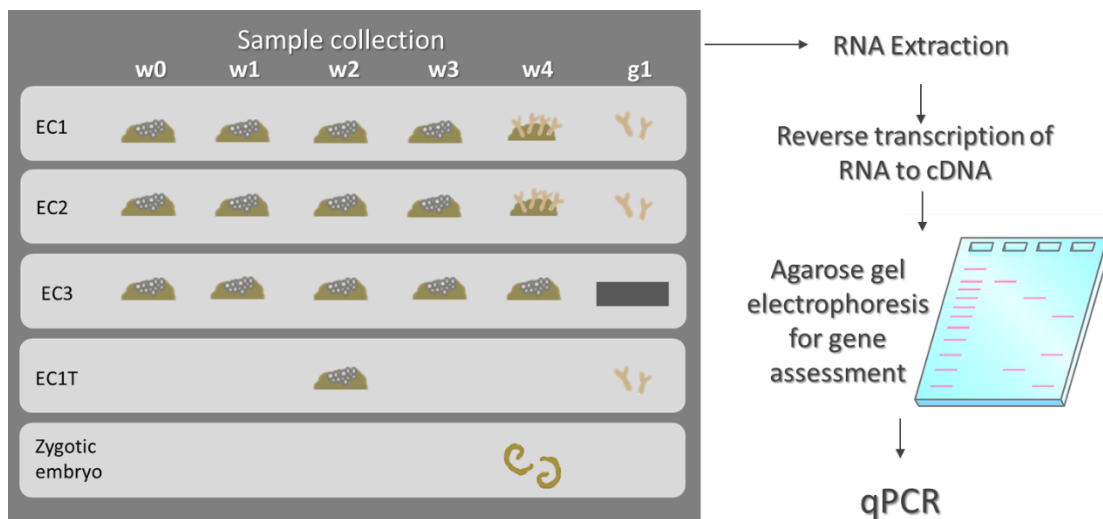 Sample collection
w0 w1 w2 w3 w4 g1
EC1
EC2
EC3
EC1T
Zygotic
embryo
RNA Extraction
Reverse transcription of
RNA to cDNA
Agarose gel
electrophoresis
for gene
assessment
qPCR